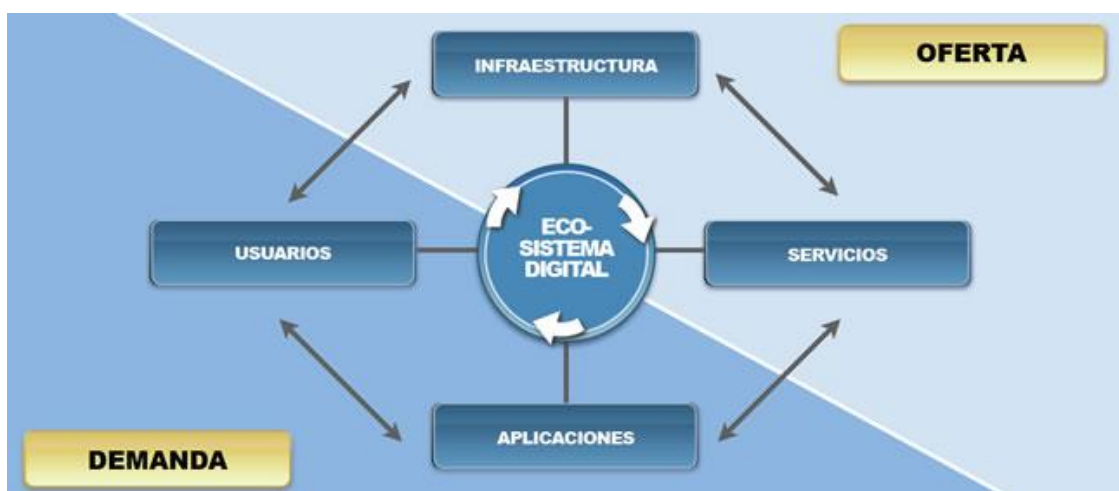 INFRAESTRUCTURA
OFERTA
USUARIOS
ECO-
SISTEMA
DIGITAL
SERVICIOS
APLICACIONES
DEMANDA